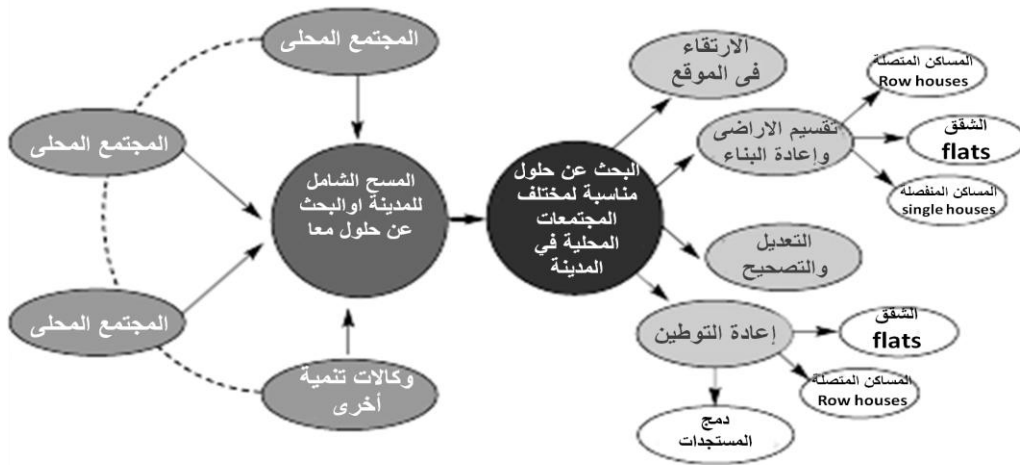 المجتمع المحلى
المجتمع المحلى
المجتمع المحلى
وكالات تنمية
أخرى
المسح الشامل
للمدينة اوالبحث
عن حلول معا
البحث عن حلول
مناسبة لمختلف
المجتمعات
المحلية في
المدينة
الارتقاء
فى الموقع
تقسيم الاراضى
وإعادة البناء
المساكن المتصلة
Row houses
الشقق
flats
المساكن المنفصلة
single houses
التعديل
والتصحيح
إعادة التوطين
الشقق
flats
المساكن المتصلة
Row houses
دمج
المستجدات